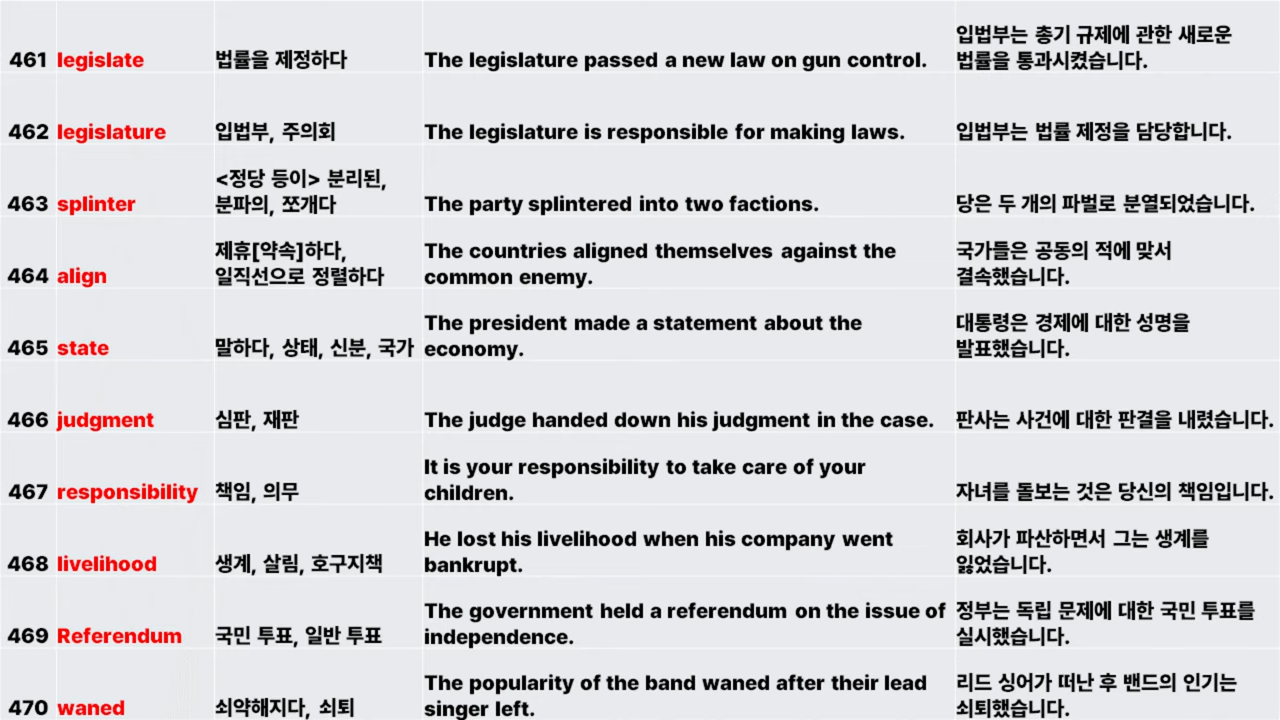 461 legislate 법률을 제정하다 The legislature passed a new law on gun control. 입법부는 총기 규제에 관한 새로운
법률을 통과시켰습니다.
462 legislature 입법부, 주의회 The legislature is responsible for making laws. 입법부는 법률 제정을 담당합니다.
<정당 등이> 분리된,
463 splinter 분파의, 쪼개다 The party splintered into two factions. 당은 두 개의 파벌로 분열되었습니다.
제휴[약속]하다, The countries aligned themselves against the 국가들은 공동의 적에 맞서
464 align 일직선으로 정렬하다 common enemy. 결속했습니다.
The president made a statement about the 대통령은 경제에 대한 성명을
465 state 말하다, 상태, 신분, 국가 economy. 발표했습니다.
466 judgment 심판, 재판 The judge handed down his judgment in the case. 판사는 사건에 대한 판결을 내렸습니다.
It is your responsibility to take care of your
467 responsibility 책임, 의무 children. 자녀를 돌보는 것은 당신의 책임입니다.
He lost his livelihood when his company went 회사가 파산하면서 그는 생계를
468 livelihood 생계, 살림, 호구지책 bankrupt. 잃었습니다.
The government held a referendum on the issue of 정부는 독립 문제에 대한 국민 투표를
469 Referendum 국민 투표, 일반 투표 independence. 실시했습니다.
The popularity of the band waned after their lead 리드 싱어가 떠난 후 밴드의 인기는
470 waned 쇠약해지다, 쇠퇴 singer left. 쇠퇴했습니다.